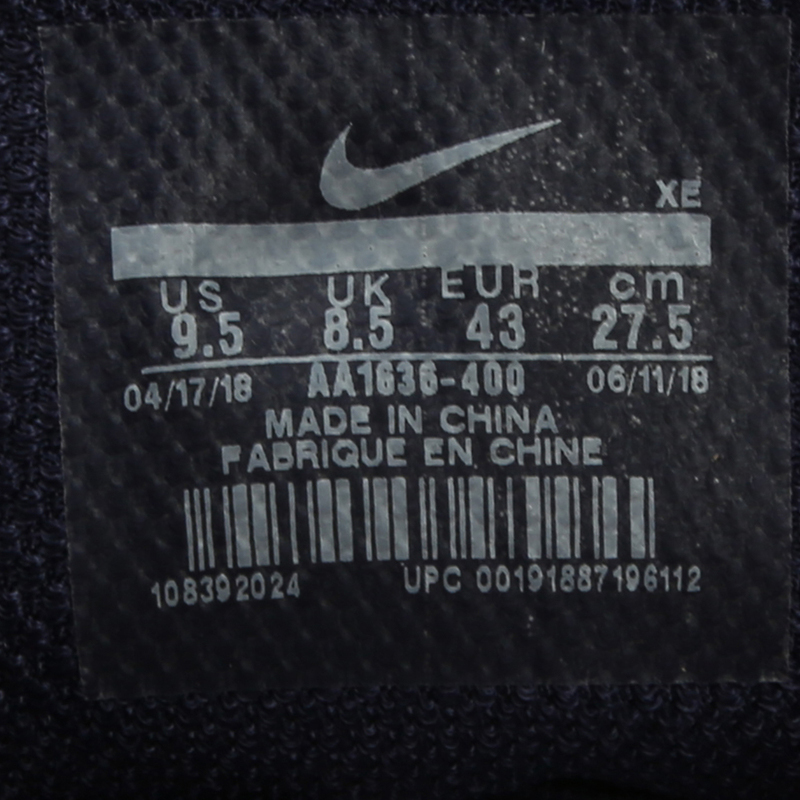 XE
US UK EUR cm
9.5 8.5 43 27.5
04/17/18 AA1636-400 06/11/18
MADE IN CHINA
FABRIQUE EN CHINE
108392024 UPC 00191887196112